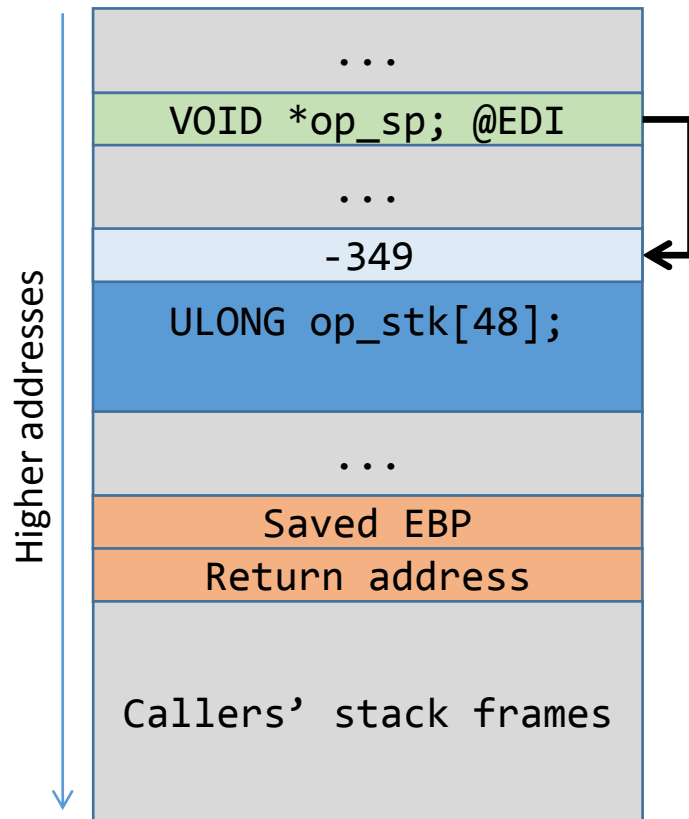 ...
VOID *op_sp; @EDI
...
-349
ULONG op_stk[48];
...
Saved EBP
Return address
Callers’ stack frames
Higher addresses